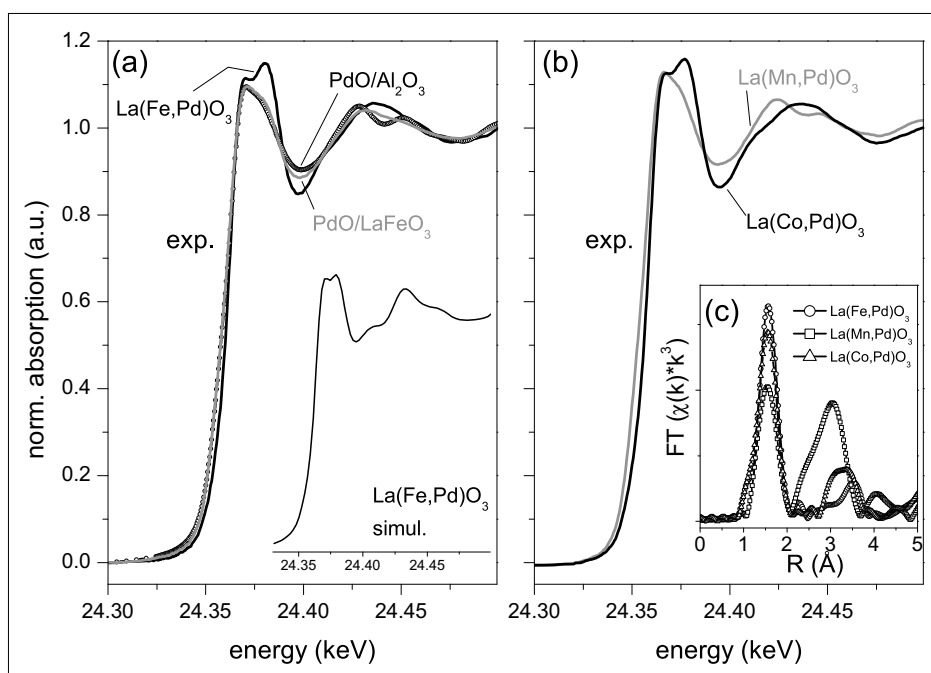 (a)
La(Fe,Pd)O3
PdO/Al2O3
PdO/LaFeO3
exp.
La(Fe,Pd)O3
simul.
24.35 24.40 24.45
norm. absorption (a.u.)
1.2
1.0
0.8
0.6
0.4
0.2
0.0
24.30 24.35 24.40 24.45
energy (keV)
(b)
La(Mn,Pd)O3
La(Co,Pd)O3
exp.
(c)
La(Fe,Pd)O3
La(Mn,Pd)O3
La(Co,Pd)O3
FT (χ(k)*k3)
0 1 2 3 4 5
R (Å)
24.30 24.35 24.40 24.45
energy (keV)